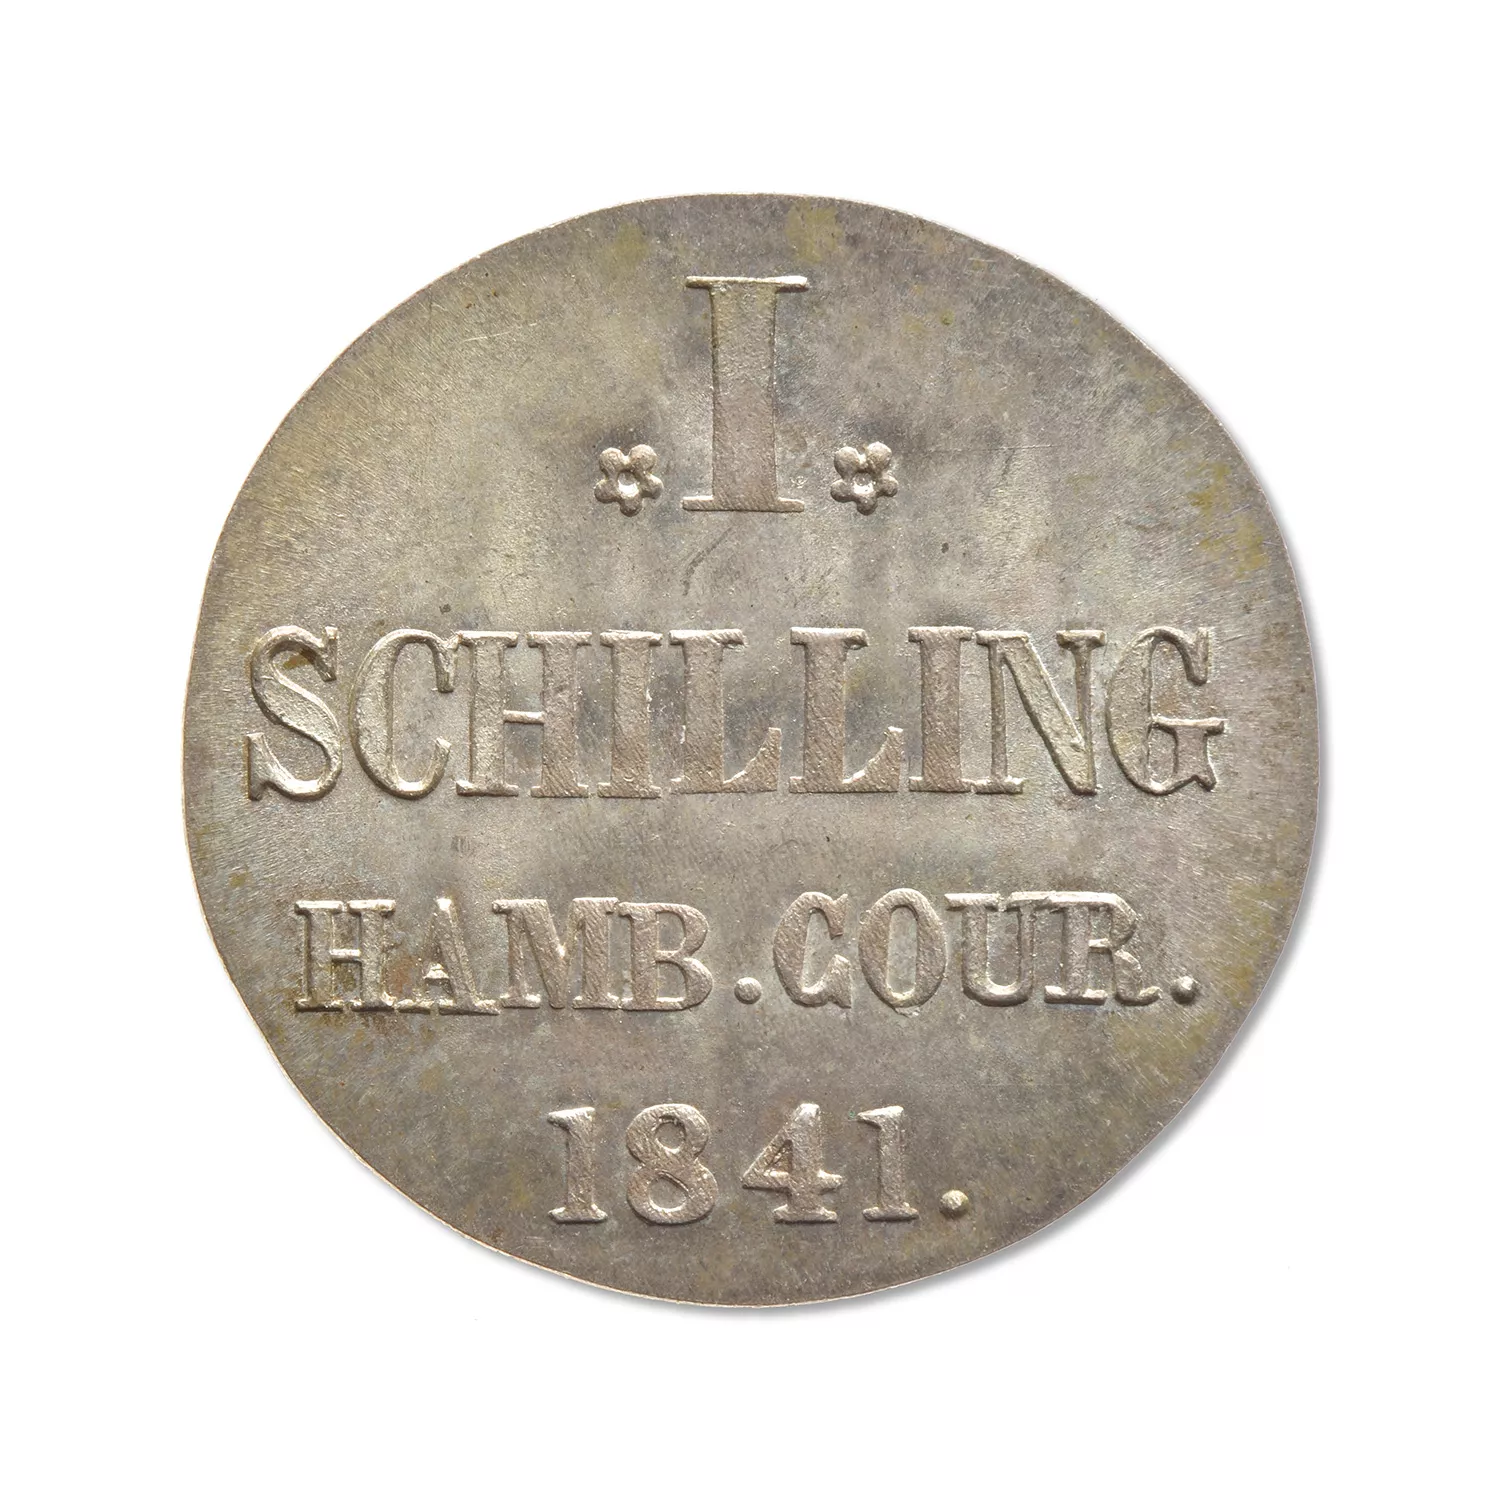 I
SCHILLING
HAMB. COUR.
1841.